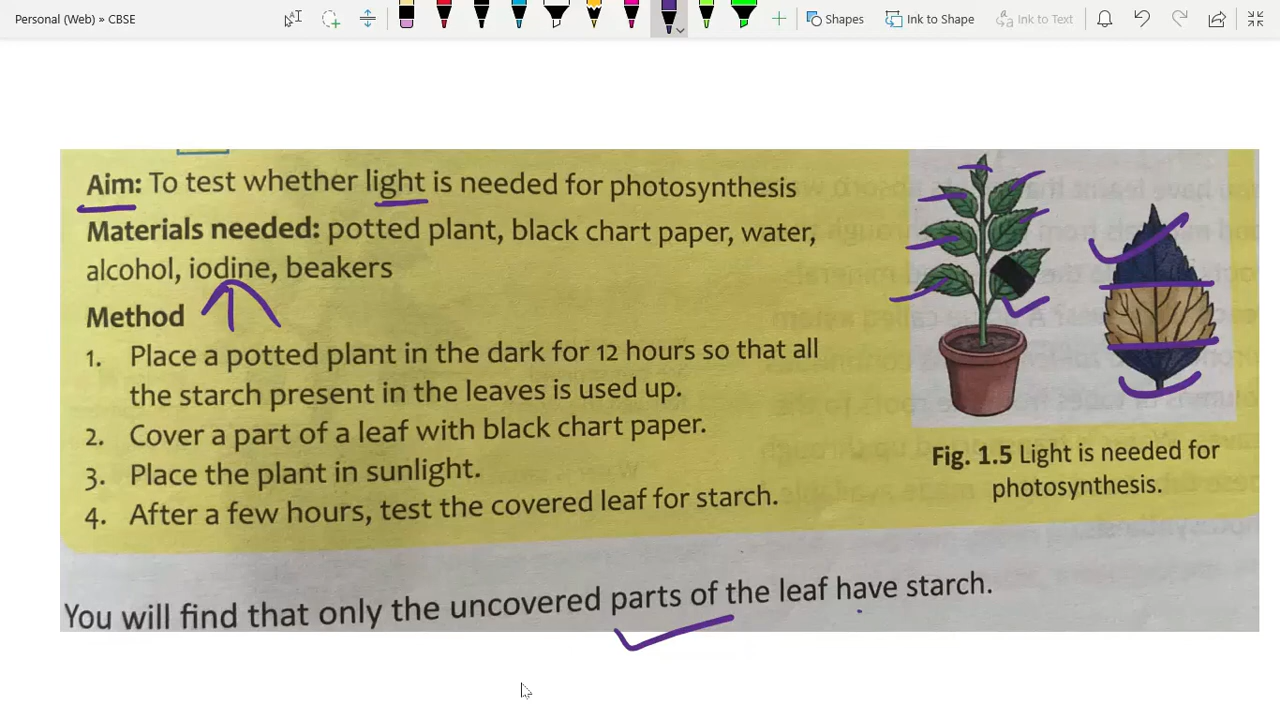 Personal (Web) » CBSE
Shapes
Ink to Shape
Ink to Text
Aim: To test whether light is needed for photosynthesis
Materials needed: potted plant, black chart paper, water,
alcohol, iodine, beakers
Method
1. Place a potted plant in the dark for 12 hours so that all
the starch present in the leaves is used up.
2. Cover a part of a leaf with black chart paper.
3. Place the plant in sunlight.
4. After a few hours, test the covered leaf for starch.
Fig. 1.5 Light is needed for
photosynthesis.
You will find that only the uncovered parts of the leaf have starch.